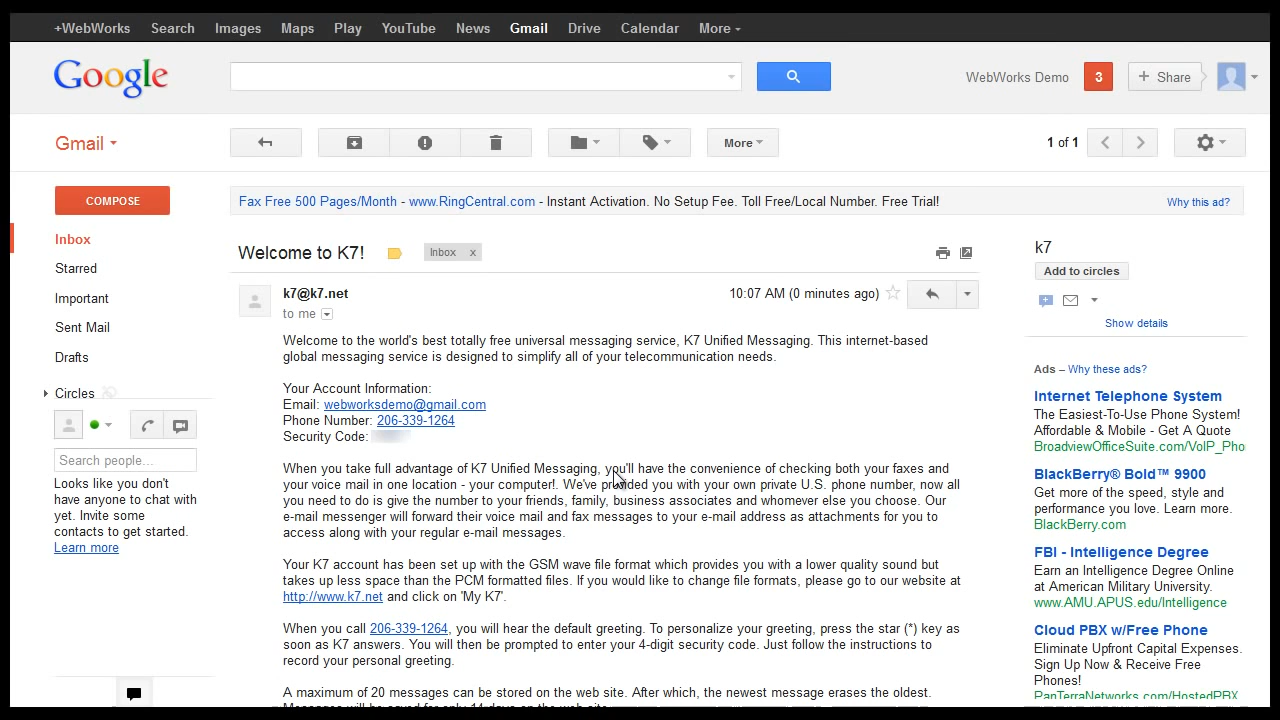 +WebWorks Search Images Maps Play YouTube News Gmail Drive Calendar More
Google
WebWorks Demo 3 + Share
Gmail
More
1 of 1
COMPOSE
Fax Free 500 Pages/Month - www.RingCentral.com - Instant Activation. No Setup Fee. Toll Free/Local Number. Free Trial!
Why this ad?
Inbox
Starred
Important
Sent Mail
Drafts
Circles
Search people...
Looks like you don't
have anyone to chat with
yet. Invite some
contacts to get started.
Learn more
Welcome to K7!
Inbox x
k7@k7.net
10:07 AM (0 minutes ago)
to me
Welcome to the world's best totally free universal messaging service, K7 Unified Messaging. This internet-based
global messaging service is designed to simplify all of your telecommunication needs.
Your Account Information:
Email: webworksdemo@gmail.com
Phone Number: 206-339-1264
Security Code:
When you take full advantage of K7 Unified Messaging, you'll have the convenience of checking both your faxes and
your voice mail in one location - your computer!. We've provided you with your own private U.S. phone number, now all
you need to do is give the number to your friends, family, business associates and whomever else you choose. Our
e-mail messenger will forward their voice mail and fax messages to your e-mail address as attachments for you to
access along with your regular e-mail messages.
Your K7 account has been set up with the GSM wave file format which provides you with a lower quality sound but
takes up less space than the PCM formatted files. If you would like to change file formats, please go to our website at
http://www.k7.net and click on 'My K7'.
When you call 206-339-1264, you will hear the default greeting. To personalize your greeting, press the star (*) key as
soon as K7 answers. You will then be prompted to enter your 4-digit security code. Just follow the instructions to
record your personal greeting.
A maximum of 20 messages can be stored on the web site. After which, the newest message erases the oldest.
Messages will be saved for only 14 days on the web site.
k7
Add to circles
Show details
Ads – Why these ads?
Internet Telephone System
The Easiest-To-Use Phone System!
Affordable & Mobile - Get A Quote
BroadviewOfficeSuite.com/VoIP_Pho
BlackBerry® Bold™ 9900
Get more of the speed, style and
performance you love. Learn more.
BlackBerry.com
FBI - Intelligence Degree
Earn an Intelligence Degree Online
at American Military University.
www.AMU.APUS.edu/Intelligence
Cloud PBX w/Free Phone
Eliminate Upfront Capital Expenses.
Sign Up Now & Receive Free
Phones!
PanTerraNetworks.com/HostedPBX